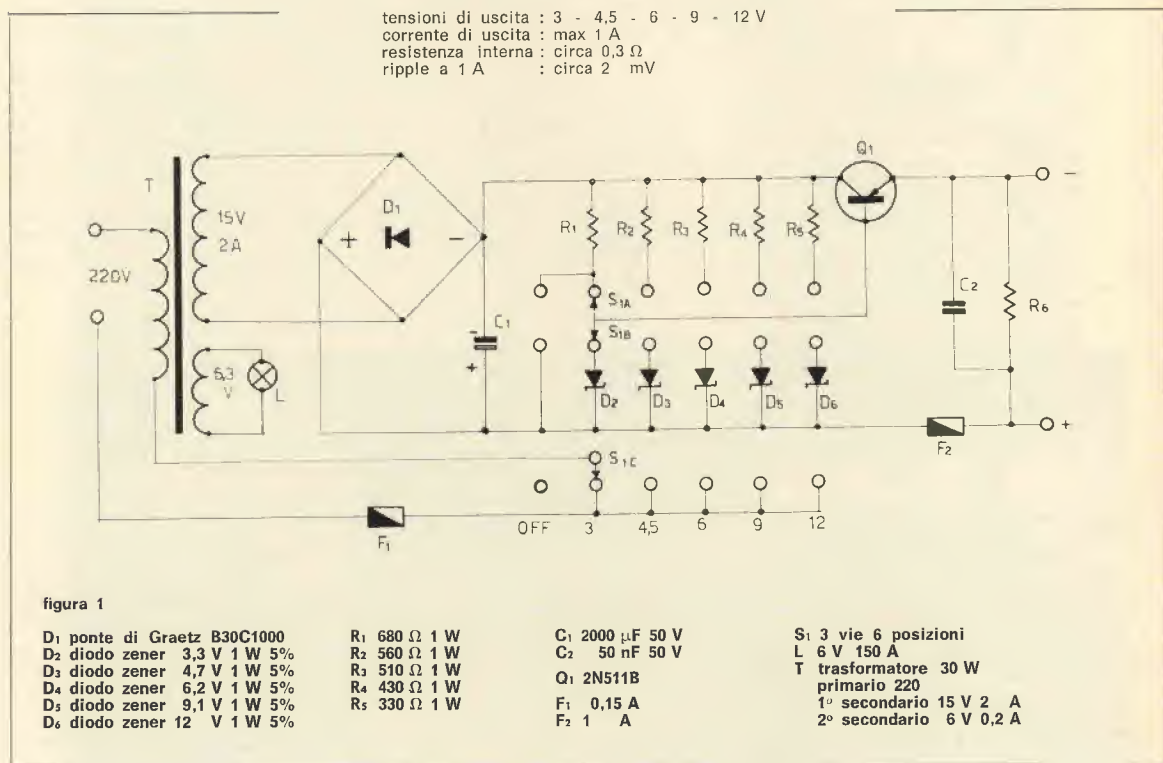 tensioni di uscita : 3 - 4,5 - 6 - 9 - 12 V
corrente di uscita : max 1 A
resistenza interna : circa 0,3 Ω
ripple a 1 A : circa 2 mV
T
220V
15V
2A
6,3
V
L
D1
+
-
C1
-
+
R1
R2
R3
R4
R5
Q1
S1A
S1B
D2
D3
D4
D5
D6
C2
R6
-
+
F2
S1C
F1
OFF
3
4,5
6
9
12
figura 1
D1 ponte di Graetz B30C1000
D2 diodo zener 3,3 V 1 W 5%
D3 diodo zener 4,7 V 1 W 5%
D4 diodo zener 6,2 V 1 W 5%
D5 diodo zener 9,1 V 1 W 5%
D6 diodo zener 12 V 1 W 5%
R1 680 Ω 1 W
R2 560 Ω 1 W
R3 510 Ω 1 W
R4 430 Ω 1 W
R5 330 Ω 1 W
C1 2000 µF 50 V
C2 50 nF 50 V
Q1 2N511B
F1 0,15 A
F2 1 A
S1 3 vie 6 posizioni
L 6 V 150 A
T trasformatore 30 W
primario 220
1º secondario 15 V 2 A
2º secondario 6 V 0,2 A